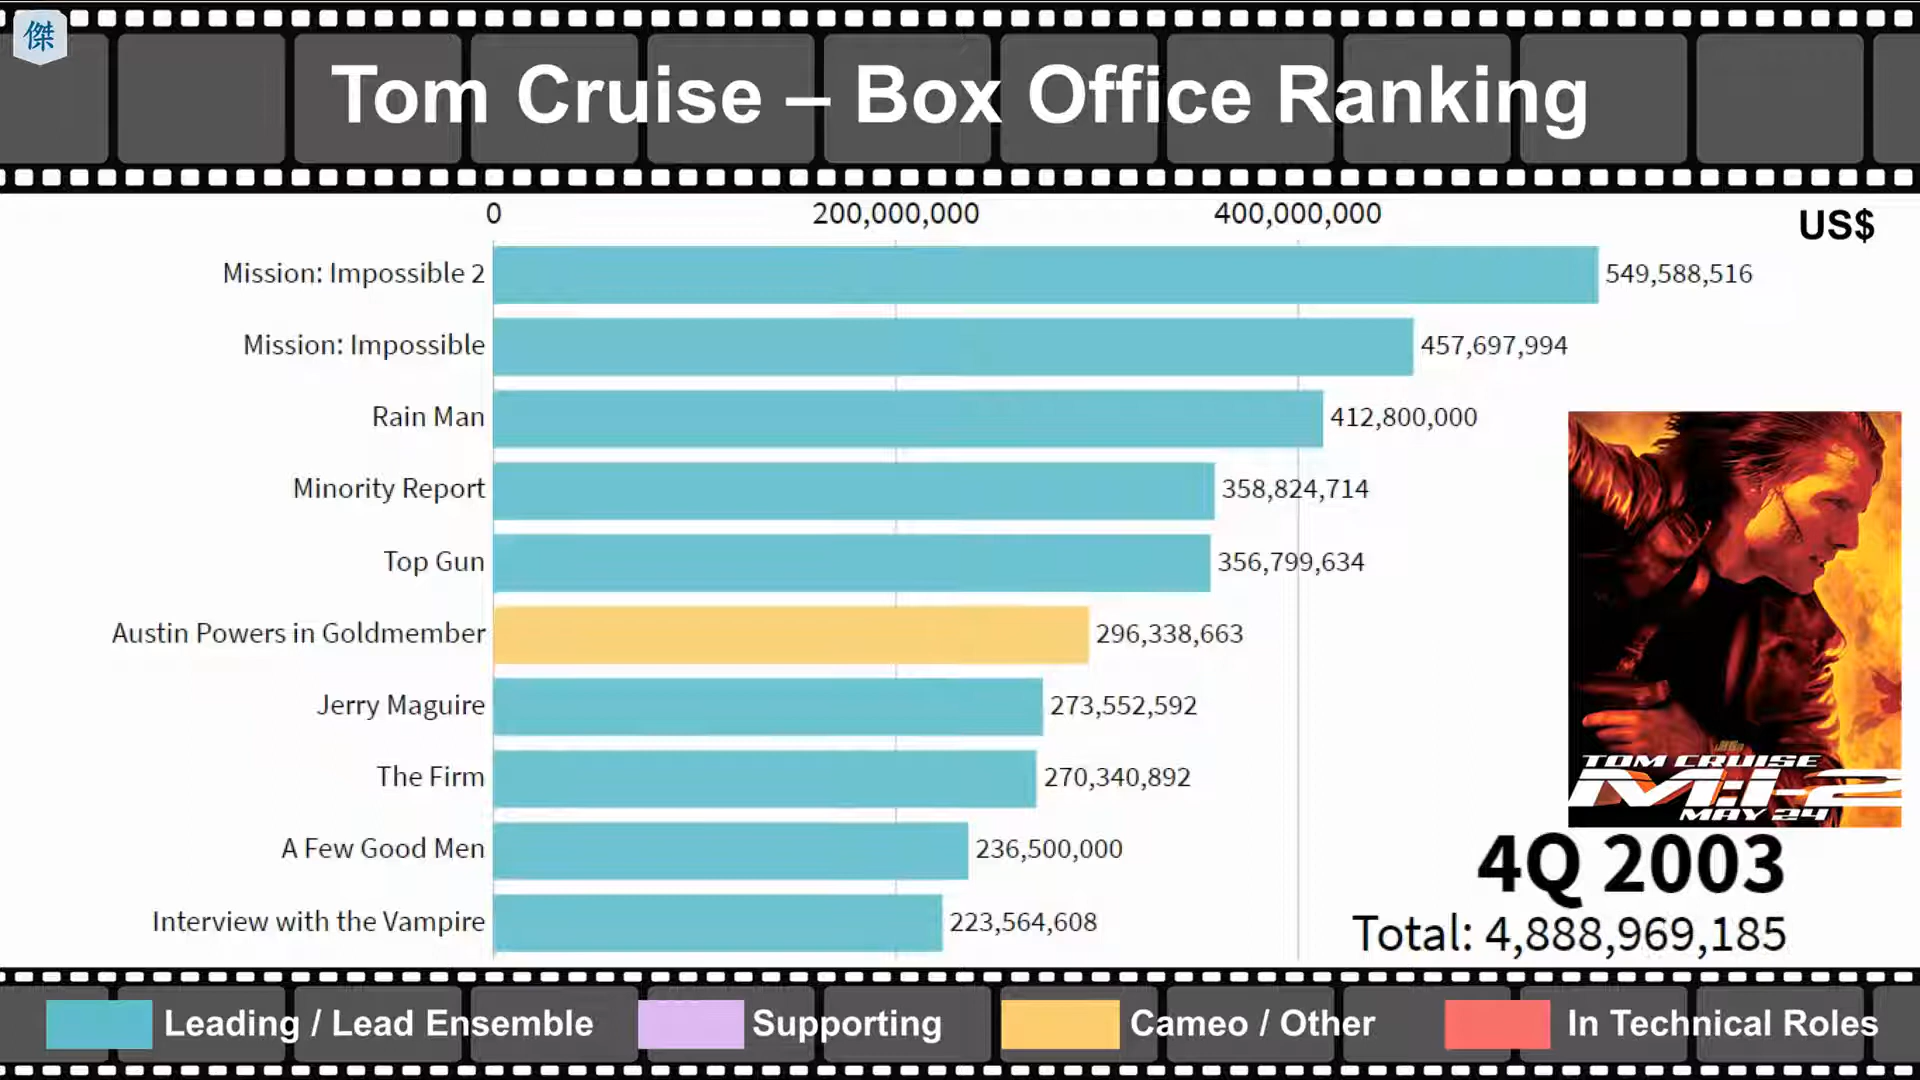 傑
Tom Cruise – Box Office Ranking
0 200,000,000 400,000,000 US$
Mission: Impossible 2 549,588,516
Mission: Impossible 457,697,994
Rain Man 412,800,000
Minority Report 358,824,714
Top Gun 356,799,634
Austin Powers in Goldmember 296,338,663
Jerry Maguire 273,552,592
The Firm 270,340,892
A Few Good Men 236,500,000
Interview with the Vampire 223,564,608
TOM CRUISE
M:I-2
MAY 24
4Q 2003
Total: 4,888,969,185
Leading / Lead Ensemble Supporting Cameo / Other In Technical Roles